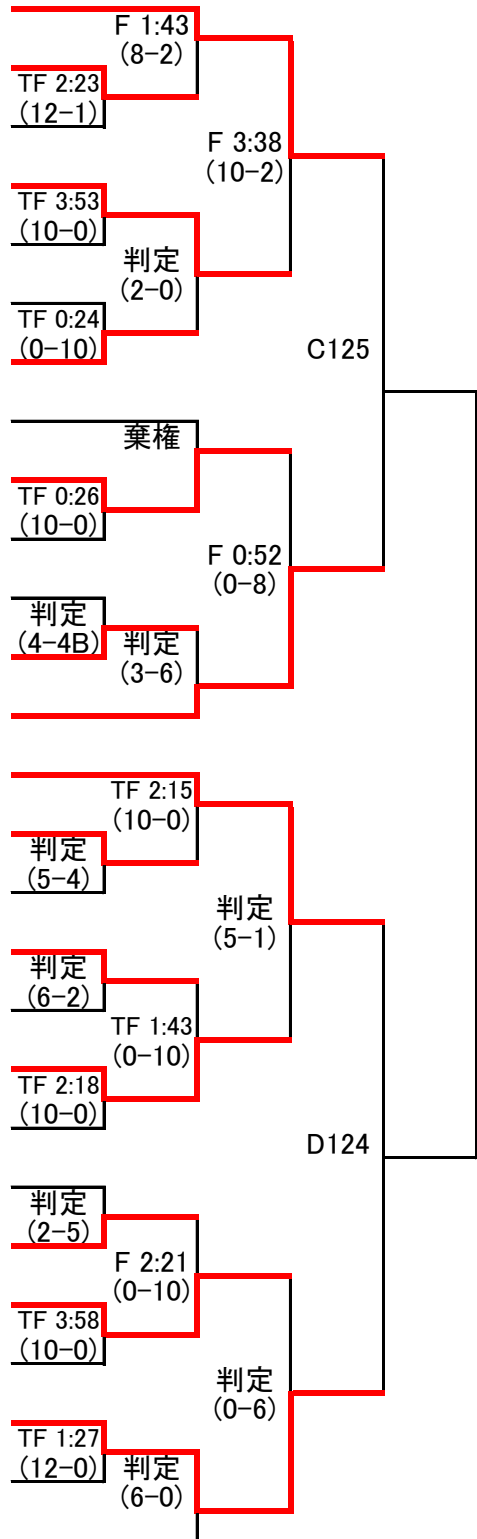 F 1:43
(8-2)
TF 2:23
(12-1)
F 3:38
(10-2)
TF 3:53
(10-0)
判定
(2-0)
TF 0:24
(0-10)
C125
棄権
TF 0:26
(10-0)
F 0:52
(0-8)
判定
(4-4B)
判定
(3-6)
TF 2:15
(10-0)
判定
(5-4)
判定
(5-1)
判定
(6-2)
TF 1:43
(0-10)
TF 2:18
(10-0)
D124
判定
(2-5)
F 2:21
(0-10)
TF 3:58
(10-0)
判定
(0-6)
TF 1:27
(12-0)
判定
(6-0)